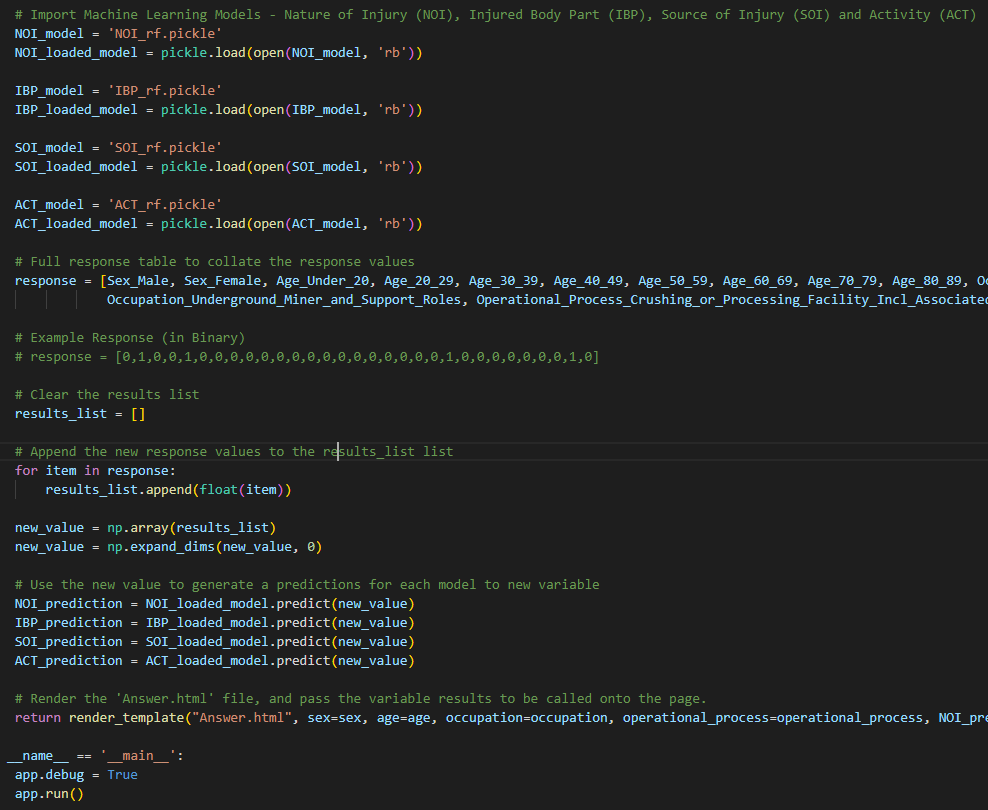 # Import Machine Learning Models - Nature of Injury (NOI), Injured Body Part (IBP), Source of Injury (SOI) and Activity (ACT)
NOI_model = 'NOI_rf.pickle'
NOI_loaded_model = pickle.load(open(NOI_model, 'rb'))
IBP_model = 'IBP_rf.pickle'
IBP_loaded_model = pickle.load(open(IBP_model, 'rb'))
SOI_model = 'SOI_rf.pickle'
SOI_loaded_model = pickle.load(open(SOI_model, 'rb'))
ACT_model = 'ACT_rf.pickle'
ACT_loaded_model = pickle.load(open(ACT_model, 'rb'))
# Full response table to collate the response values
response = [Sex_Male, Sex_Female, Age_Under_20, Age_20_29, Age_30_39, Age_40_49, Age_50_59, Age_60_69, Age_70_79, Age_80_89,
Occupation_Underground_Miner_and_Support_Roles, Operational_Process_Crushing_or_Processing_Facility_Incl_Associated
# Example Response (in Binary)
# response = [0,1,0,0,1,0,0,0,0,0,0,0,0,0,0,0,0,0,0,0,0,1,0,0,0,0,0,0,0,1,0]
# Clear the results list
results_list = []
# Append the new response values to the results_list list
for item in response:
results_list.append(float(item))
new_value = np.array(results_list)
new_value = np.expand_dims(new_value, 0)
# Use the new value to generate a predictions for each model to new variable
NOI_prediction = NOI_loaded_model.predict(new_value)
IBP_prediction = IBP_loaded_model.predict(new_value)
SOI_prediction = SOI_loaded_model.predict(new_value)
ACT_prediction = ACT_loaded_model.predict(new_value)
# Render the 'Answer.html' file, and pass the variable results to be called onto the page.
return render_template("Answer.html", sex=sex, age=age, occupation=occupation, operational_process=operational_process, NOI_pre
__name__ == '__main__':
app.debug = True
app.run()